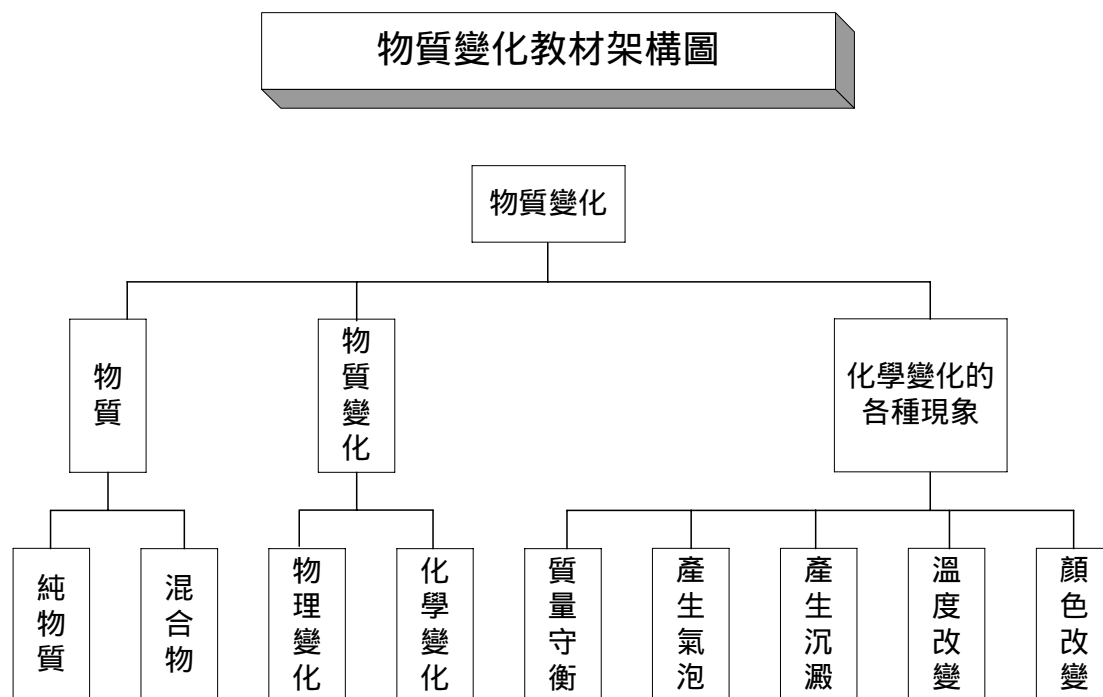 物質變化教材架構圖
物質變化
物質
物質變化
化學變化的
各種現象
純物質
混合物
物理變化
化學變化
質量守衡
產生氣泡
產生沉澱
溫度改變
顏色改變